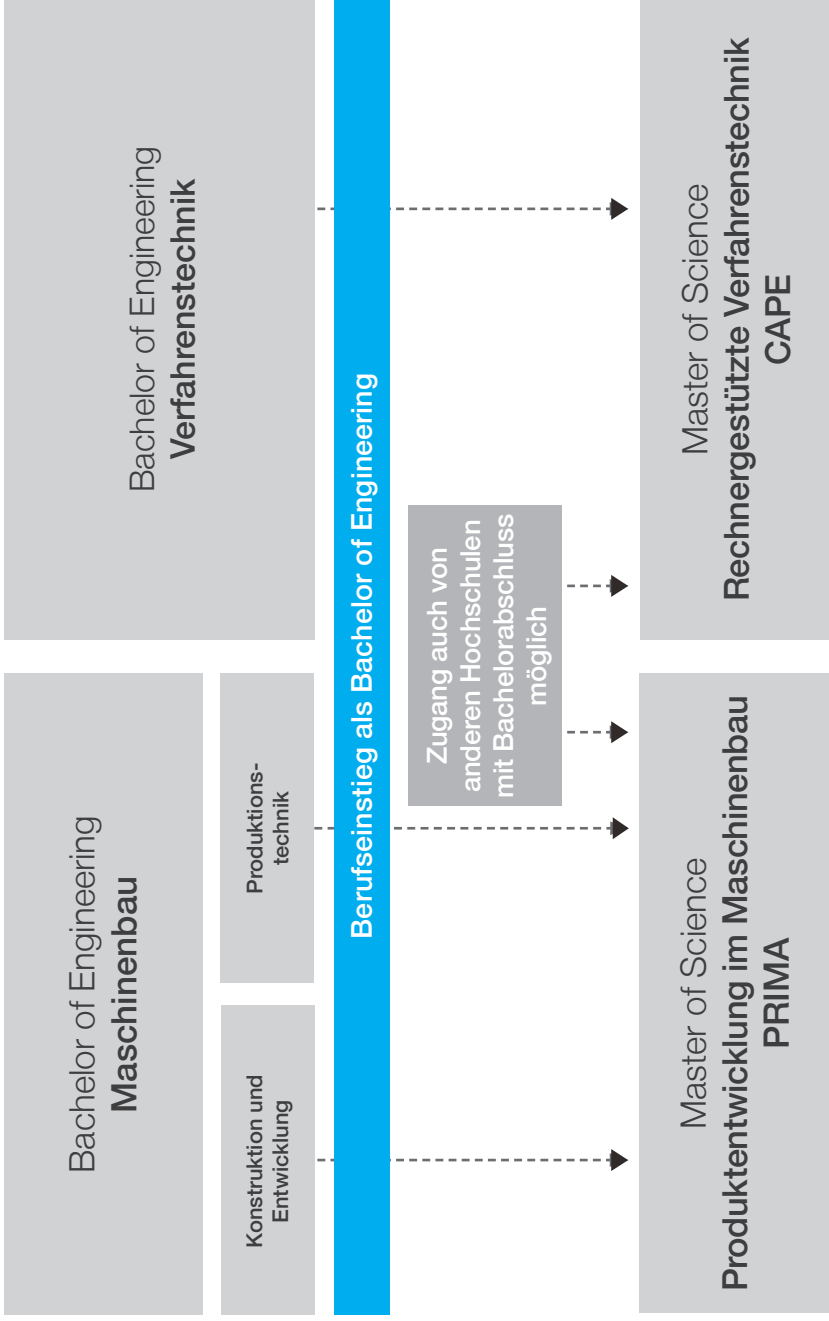 Bachelor of Engineering
Maschinenbau
Bachelor of Engineering
Verfahrenstechnik
Konstruktion und
Entwicklung
Produktions-
technik
Berufseinstieg als Bachelor of Engineering
Zugang auch von
anderen Hochschulen
mit Bachelorabschluss
möglich
Master of Science
Produktentwicklung im Maschinenbau
PRIMA
Master of Science
Rechnergestützte Verfahrenstechnik
CAPE